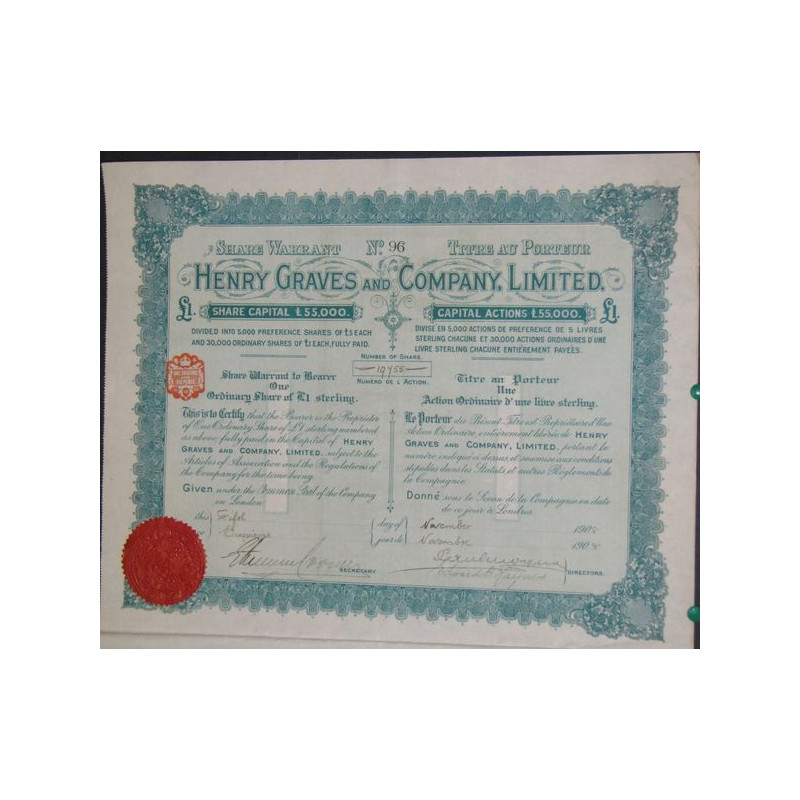 SHARE WARRANT No. 96 TITRE AU PORTEUR
HENRY GRAVES AND COMPANY, LIMITED.
£1. SHARE CAPITAL £55,000. CAPITAL ACTIONS £55,000. £1.
DIVIDED INTO 5,000 PREFERENCE SHARES OF £5 EACH
AND 30,000 ORDINARY SHARES OF £1 EACH, FULLY PAID.
DIVISÉ EN 5,000 ACTIONS DE PREFERENCE DE 5 LIVRES
STERLING CHACUNE ET 30,000 ACTIONS ORDINAIRES D'UNE
LIVRE STERLING CHACUNE ENTIÈREMENT PAYÉES.
NUMBER OF SHARE.
NUMÉRO DE L'ACTION.
Share Warrant to Bearer
One
Ordinary Share of £1 sterling.
This is to Certify that the Bearer is the Proprietor
of One Ordinary Share of £1 sterling numbered
as above fully paid in the Capital of HENRY
GRAVES AND COMPANY, LIMITED, subject to the
Articles of Association and the Regulations of
the Company for the time being.
Given under the Common Seal of the Company
in London
Titre au Porteur
Une
Action Ordinaire d'une livre sterling.
Le Porteur du Présent Titre est Propriétaire d'Une
Action Ordinaire entièrement libérée de HENRY
GRAVES AND COMPANY, LIMITED, portant le
numéro indiqué ci dessus, et soumise aux conditions
stipulées dans les Statuts et autres Règlements de
la Compagnie
Donné sous le Sceau de la Compagnie en date
de ce jour à Londres.
this day of November 190
ce jour de Novembre 190
SECRETARY
DIRECTORS.